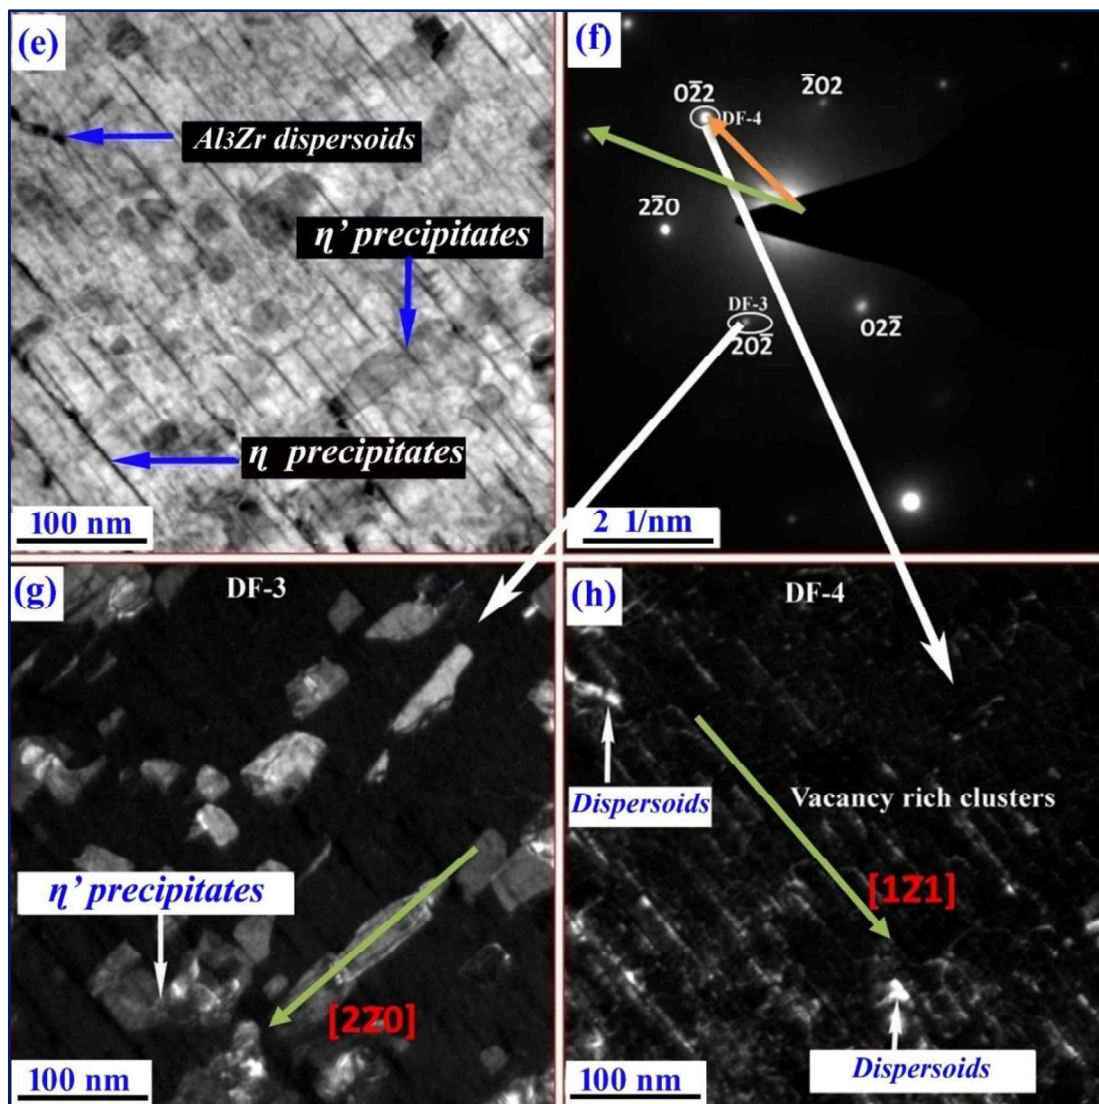 (e)
Al3Zr dispersoids
η’ precipitates
η precipitates
100 nm
(f)
02̅2
DF-4
2̅02
22̅0
DF-3
202̅
022̅
2 1/nm
(g)
DF-3
η’ precipitates
[22̅0]
100 nm
(h)
DF-4
Dispersoids
Vacancy rich clusters
[12̅1]
Dispersoids
100 nm